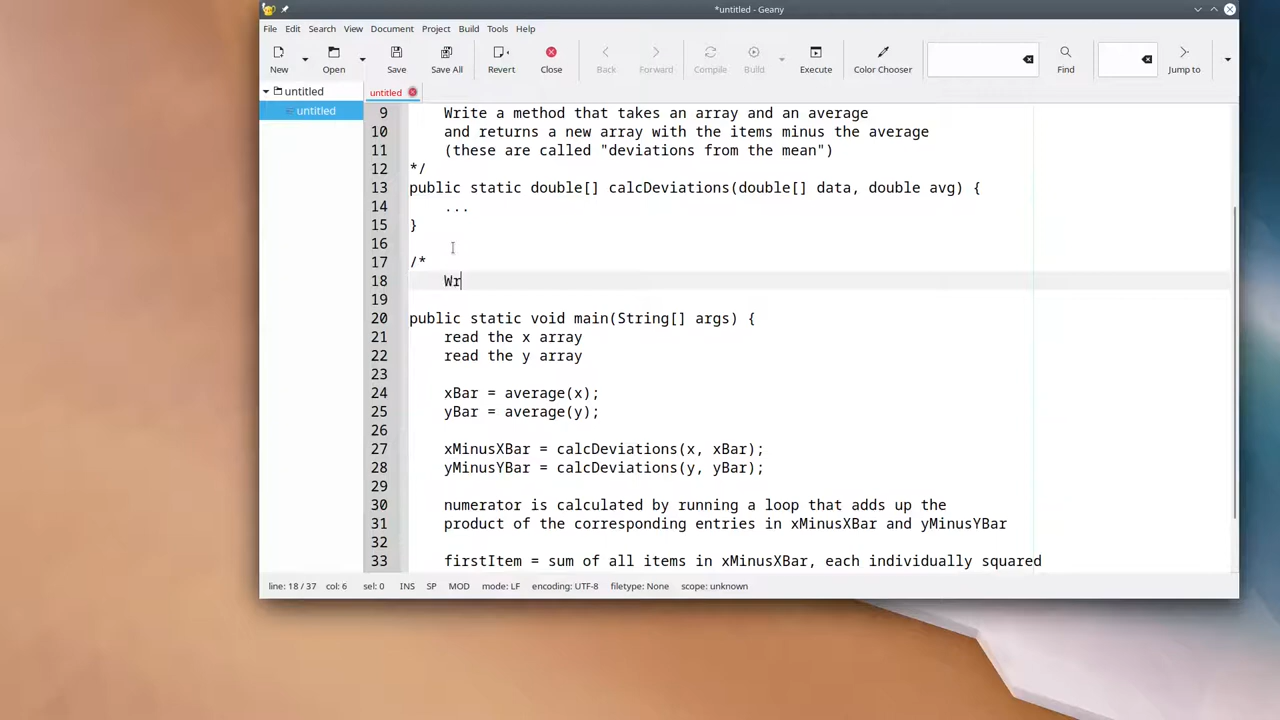 *untitled - Geany
File Edit Search View Document Project Build Tools Help
New Open Save Save All Revert Close Back Forward Compile Build Execute Color Chooser Find Jump to
untitled
untitled
untitled
9 Write a method that takes an array and an average
10 and returns a new array with the items minus the average
11 (these are called "deviations from the mean")
12 */
13 public static double[] calcDeviations(double[] data, double avg) {
14 ...
15 }
16
17 /*
18 Wr
19
20 public static void main(String[] args) {
21 read the x array
22 read the y array
23
24 xBar = average(x);
25 yBar = average(y);
26
27 xMinusXBar = calcDeviations(x, xBar);
28 yMinusYBar = calcDeviations(y, yBar);
29
30 numerator is calculated by running a loop that adds up the
31 product of the corresponding entries in xMinusXBar and yMinusYBar
32
33 firstItem = sum of all items in xMinusXBar, each individually squared
line: 18 / 37 col: 6 sel: 0 INS SP MOD mode: LF encoding: UTF-8 filetype: None scope: unknown